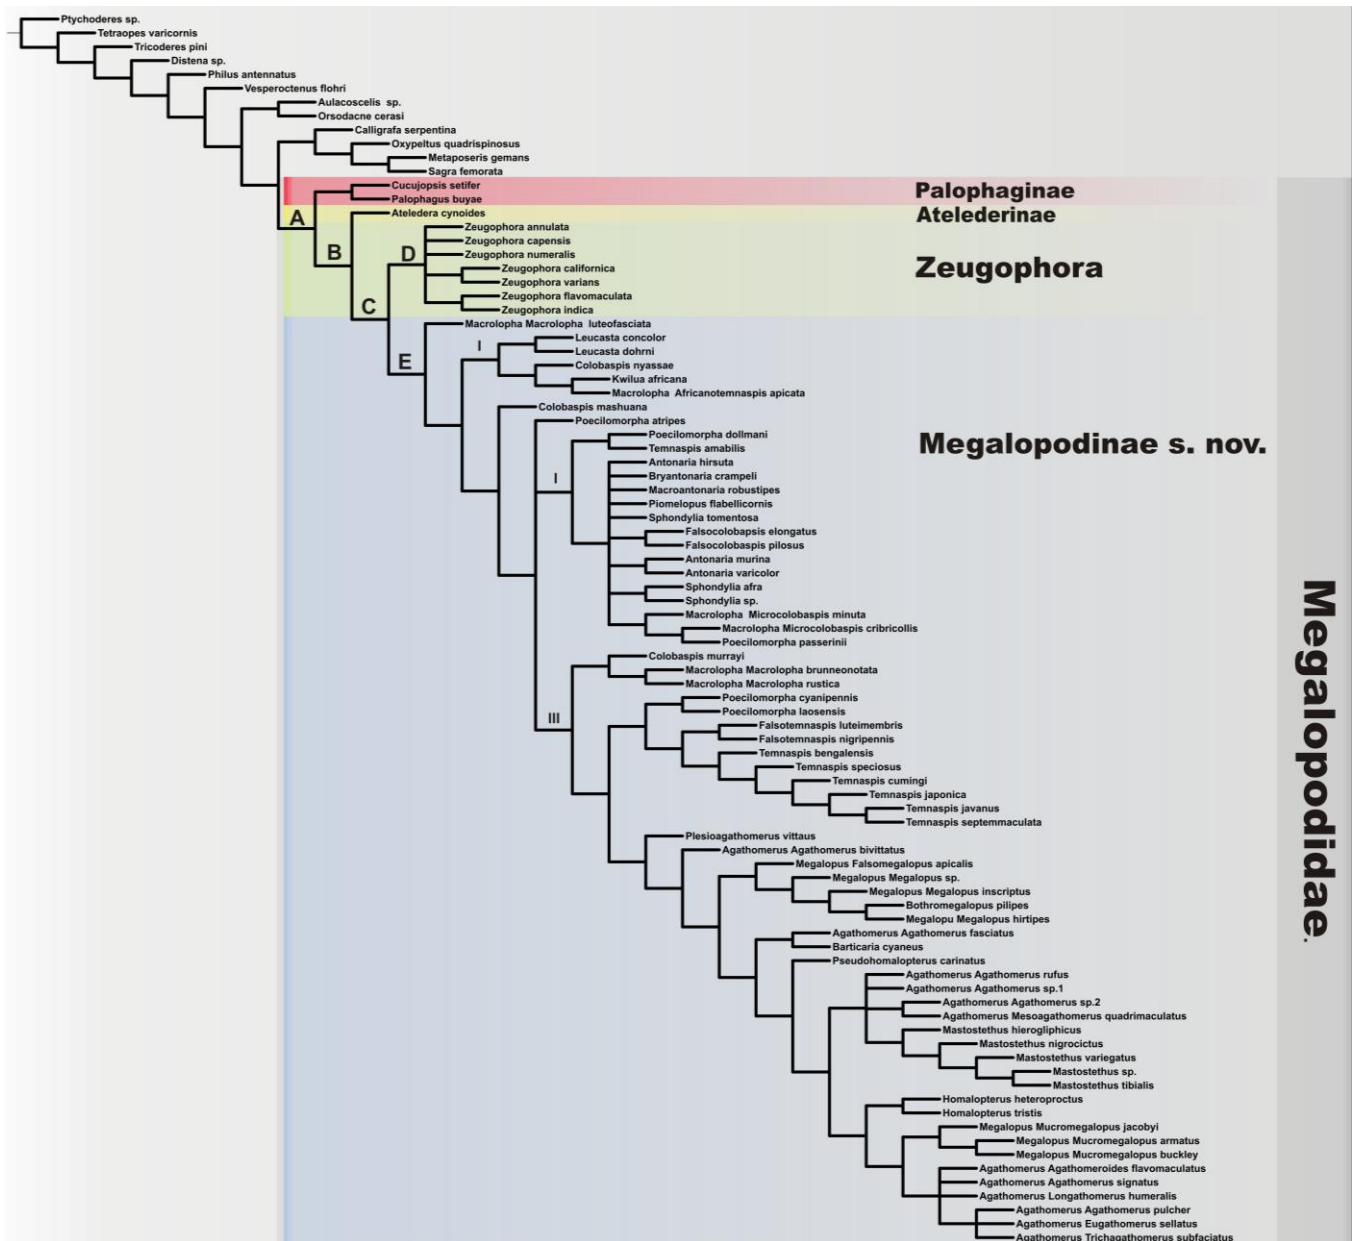 Ptychoderes sp.
Tetraopes varicornis
Tricoderes pini
Distena sp.
Philus antennatus
Vesperoctenus flohri
Aulacoscelis sp.
Orsodacne cerasi
Calligrafa serpentina
Oxypeltus quadrispinosus
Metaposeris gemans
Sagra femorata
Cucujopsis setifer
Palophaginae
Palophagus buyae
A
Ateledera cynoides
Atelederinae
Zeugophora annulata
Zeugophora capensis
B
D
Zeugophora numeralis
Zeugophora californica
Zeugophora
Zeugophora varians
Zeugophora flavomaculata
C
Zeugophora indica
Macrolopha Macrolopha luteofasciata
Leucasta concolor
I
Leucasta dohrni
E
Colobaspis nyassae
Kwilua africana
Macrolopha Africanotemnaspis apicata
Colobaspis mashuana
Poecilomorpha atripes
Poecilomorpha dollmani
Megalopodinae s. nov.
Temnaspis amabilis
Antonaria hirsuta
I
Bryantonaria crampeli
Macroantonaria robustipes
Piomelopus flabellicornis
Sphondylia tomentosa
Falsocolobapsis elongatus
Falsocolobaspis pilosus
Antonaria murina
Antonaria varicolor
Sphondylia afra
Sphondylia sp.
Macrolopha Microcolobaspis minuta
Macrolopha Microcolobaspis cribricollis
Poecilomorpha passerinii
Colobaspis murrayi
Macrolopha Macrolopha brunneonotata
Macrolopha Macrolopha rustica
Poecilomorpha cyanipennis
Poecilomorpha laosensis
III
Falsotemnaspis luteimembris
Falsotemnaspis nigripennis
Temnaspis bengalensis
Temnaspis speciosus
Temnaspis cumingi
Temnaspis japonica
Temnaspis javanus
Temnaspis septemmaculata
Megalopodidae.
Plesioagathomerus vittaus
Agathomerus Agathomerus bivittatus
Megalopus Falsomegalopus apicalis
Megalopus Megalopus sp.
Megalopus Megalopus inscriptus
Bothromegalopus pilipes
Megalopu Megalopus hirtipes
Agathomerus Agathomerus fasciatus
Barticaria cyaneus
Pseudohomalopterus carinatus
Agathomerus Agathomerus rufus
Agathomerus Agathomerus sp.1
Agathomerus Agathomerus sp.2
Agathomerus Mesoagathomerus quadrimaculatus
Mastostethus hierogliphicus
Mastostethus nigrocictus
Mastostethus variegatus
Mastostethus sp.
Mastostethus tibialis
Homalopterus heteroproctus
Homalopterus tristis
Megalopus Mucromegalopus jacobyi
Megalopus Mucromegalopus armatus
Megalopus Mucromegalopus buckley
Agathomerus Agathomeroides flavomaculatus
Agathomerus Agathomerus signatus
Agathomerus Longathomerus humeralis
Agathomerus Agathomerus pulcher
Agathomerus Eugathomerus sellatus
Agathomerus Trichagathomerus subfaciatus